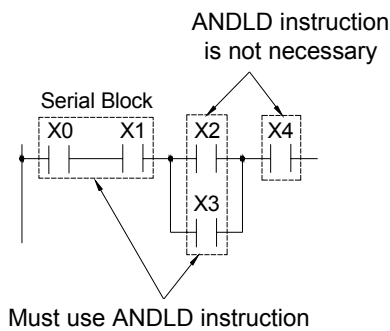 ANDLD instruction
is not necessary
Serial Block
X0 X1 X2 X4
X3
Must use ANDLD instruction